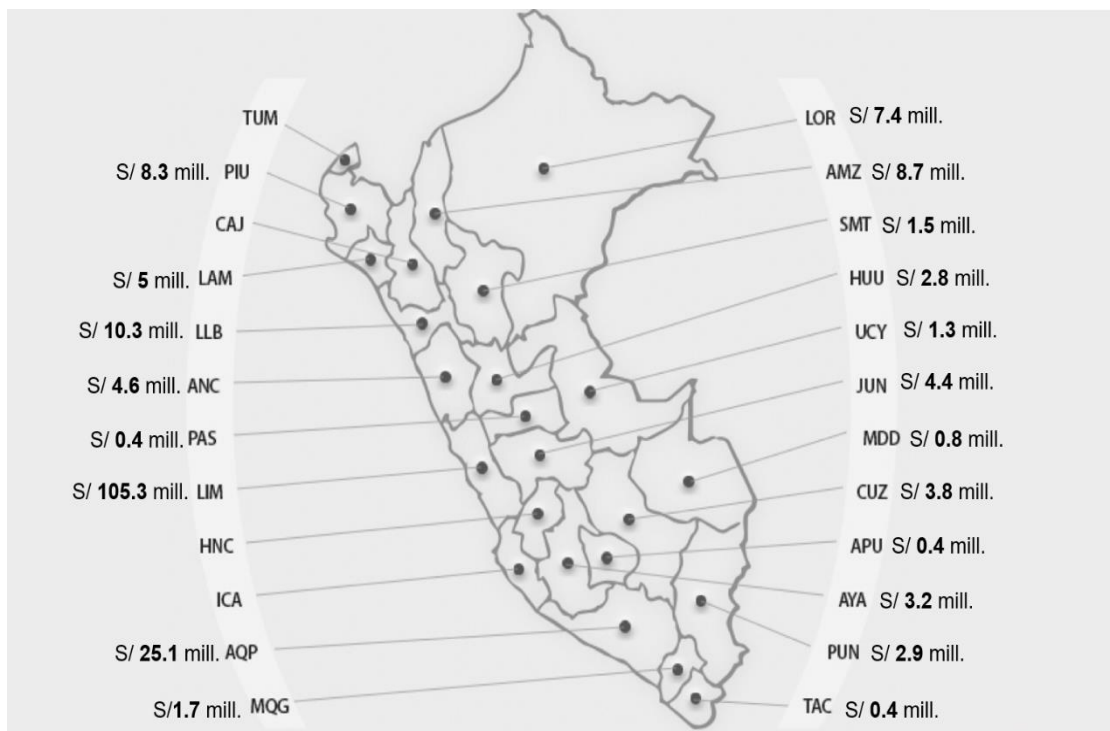 TUM
S/ 8.3 mill. PIU
CAJ
S/ 5 mill. LAM
S/ 10.3 mill. LLB
S/ 4.6 mill. ANC
S/ 0.4 mill. PAS
S/ 105.3 mill. LIM
HNC
ICA
S/ 25.1 mill. AQP
S/1.7 mill. MQG
LOR S/ 7.4 mill.
AMZ S/ 8.7 mill.
SMT S/ 1.5 mill.
HUU S/ 2.8 mill.
UCY S/ 1.3 mill.
JUN S/ 4.4 mill.
MDD S/ 0.8 mill.
CUZ S/ 3.8 mill.
APU S/ 0.4 mill.
AYA S/ 3.2 mill.
PUN S/ 2.9 mill.
TAC S/ 0.4 mill.